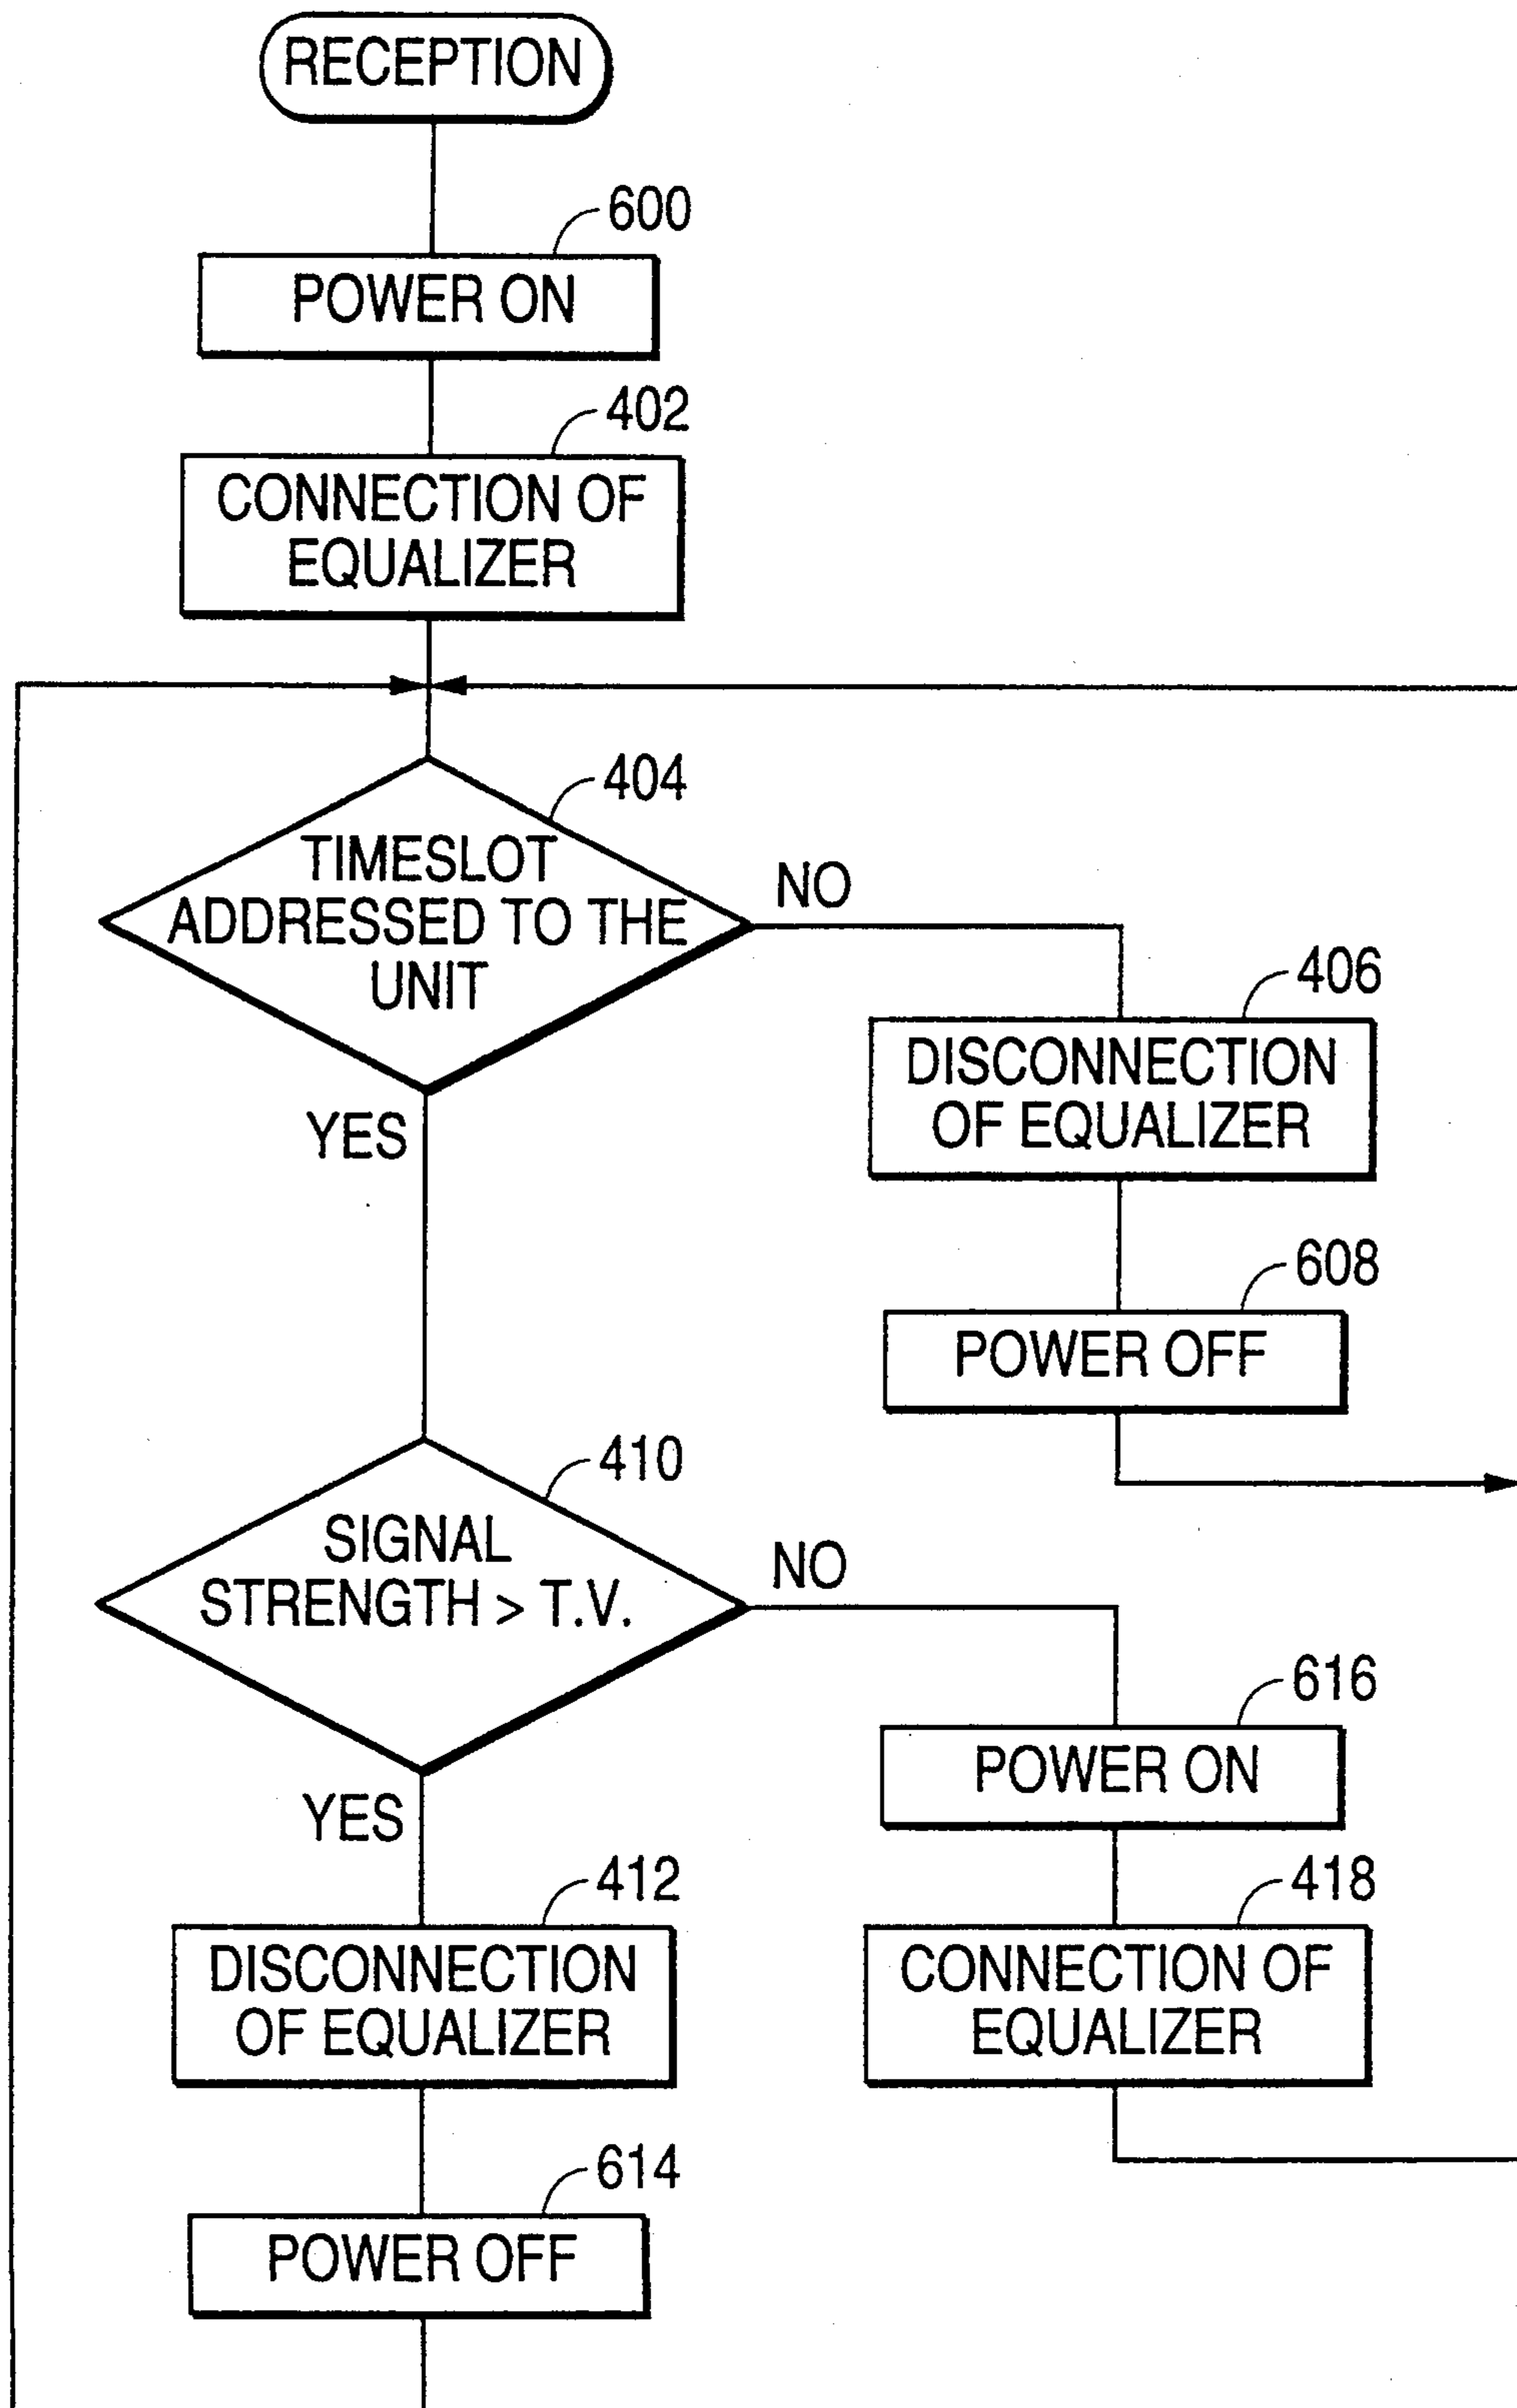 RECEPTION
600
POWER ON
402
CONNECTION OF
EQUALIZER
404
TIMESLOT
ADDRESSED TO THE
UNIT
NO
YES
406
DISCONNECTION
OF EQUALIZER
608
POWER OFF
410
SIGNAL
STRENGTH > T.V.
NO
YES
616
POWER ON
418
CONNECTION OF
EQUALIZER
412
DISCONNECTION
OF EQUALIZER
614
POWER OFF